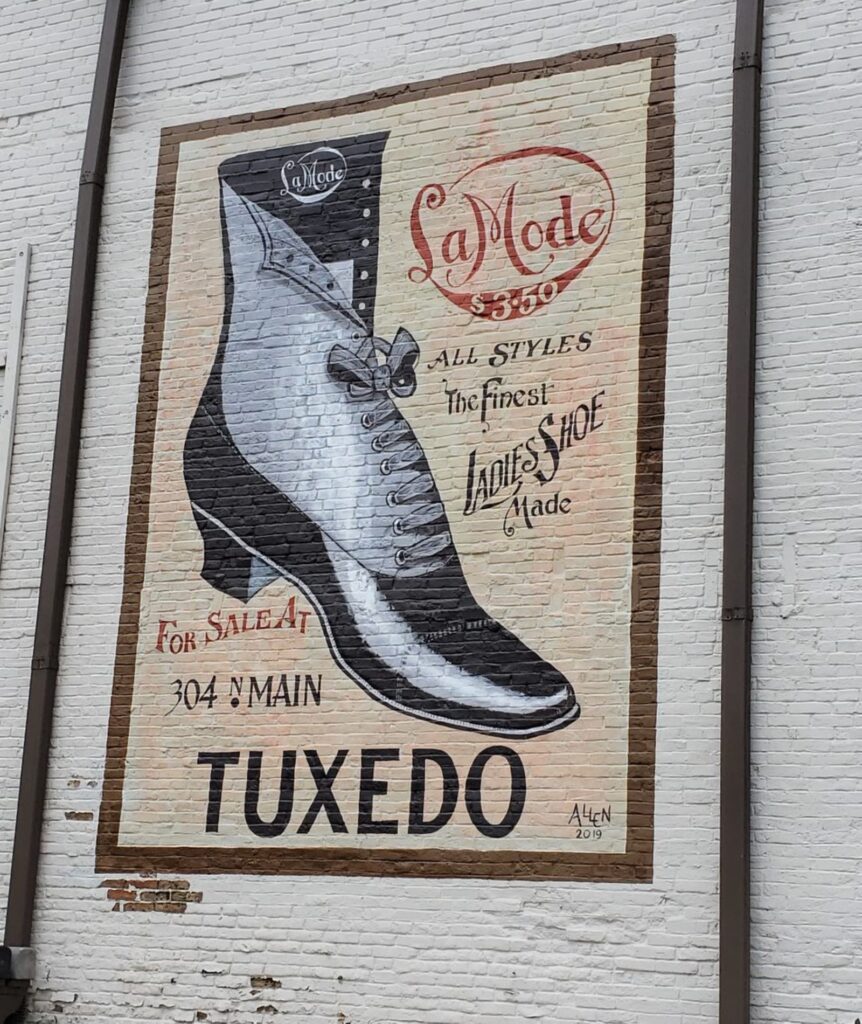 La Mode
La Mode
$3.50
ALL STYLES
The Finest
LADIES SHOE
Made
FOR SALE AT
304 N. MAIN
TUXEDO
ALLEN
2019